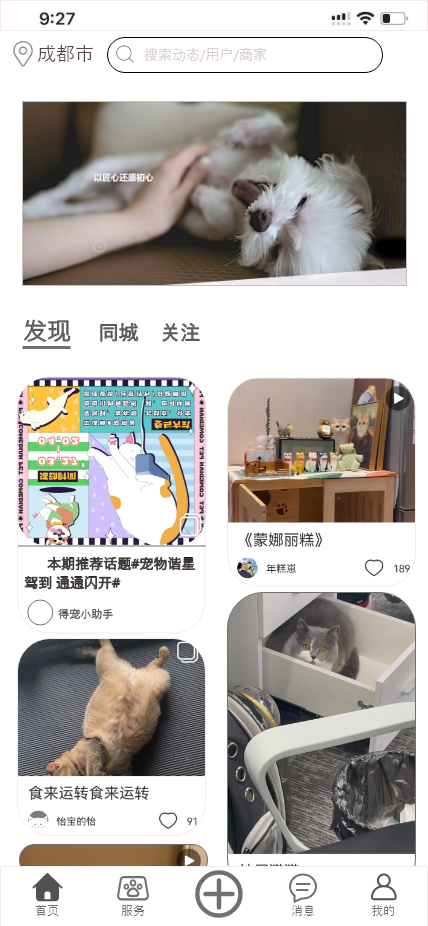 9:27
成都市
搜索动态/用户/商家
以匠心还原初心
发现 同城 关注
本期推荐话题#宠物谐星
驾到 通通闪开#
得宠小助手
《蒙娜丽糕》
年糕崽 189
食来运转食来运转
怡宝的怡 91
首页 服务 消息 我的